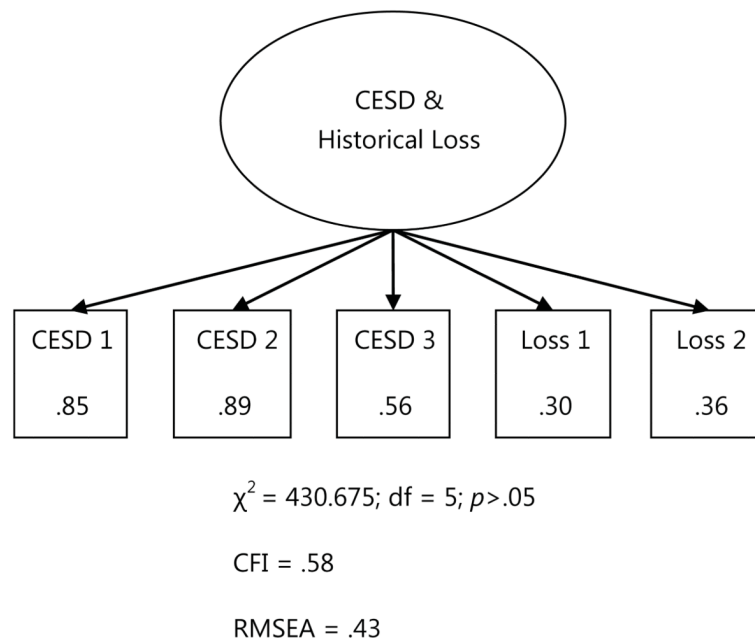 CESD &
Historical Loss
CESD 1 CESD 2 CESD 3 Loss 1 Loss 2
.85 .89 .56 .30 .36
χ² = 430.675; df = 5; p>.05
CFI = .58
RMSEA = .43